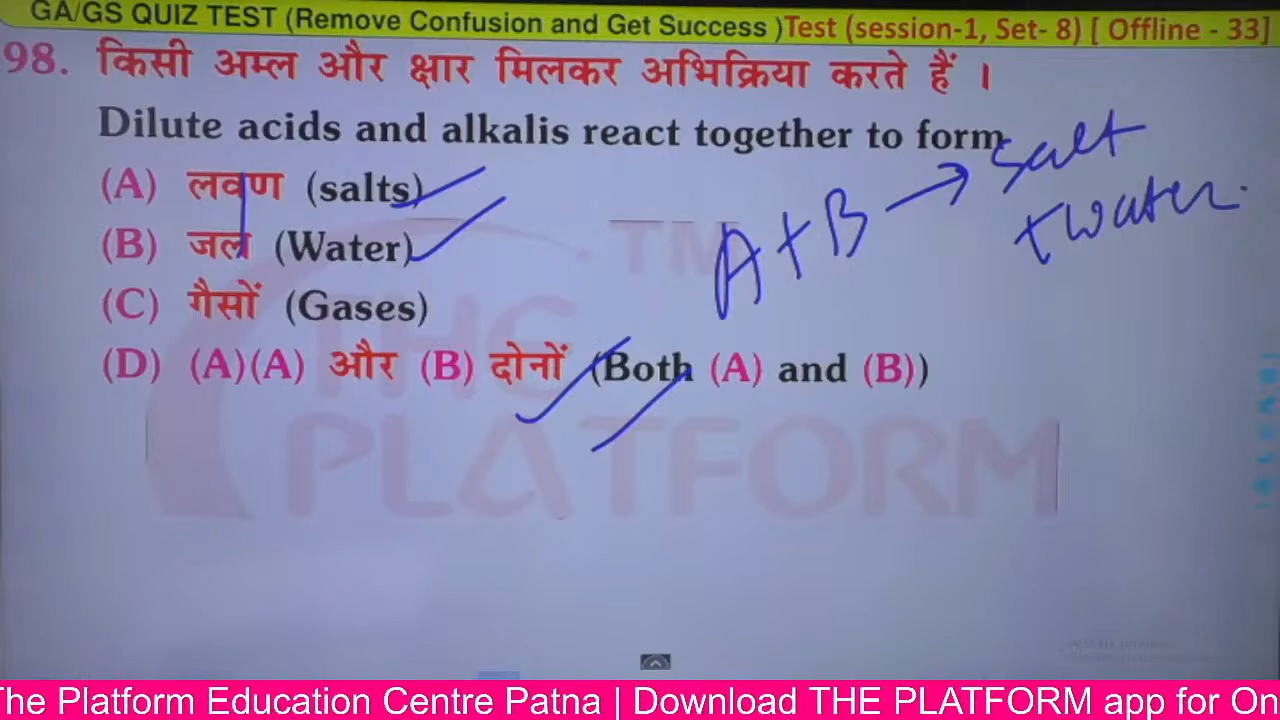 GA/GS QUIZ TEST (Remove Confusion and Get Success )Test (session-1, Set- 8) [ Offline - 33]
98. किसी अम्ल और क्षार मिलकर अभिक्रिया करते हैं ।
Dilute acids and alkalis react together to form
(A) लवण (salts)
(B) जल (Water)
(C) गैसों (Gases)
(D) (A)(A) और (B) दोनों (Both (A) and (B))
A+B → salt
+water
THE
PLATFORM
TM
The Platform Education Centre Patna | Download THE PLATFORM app for On